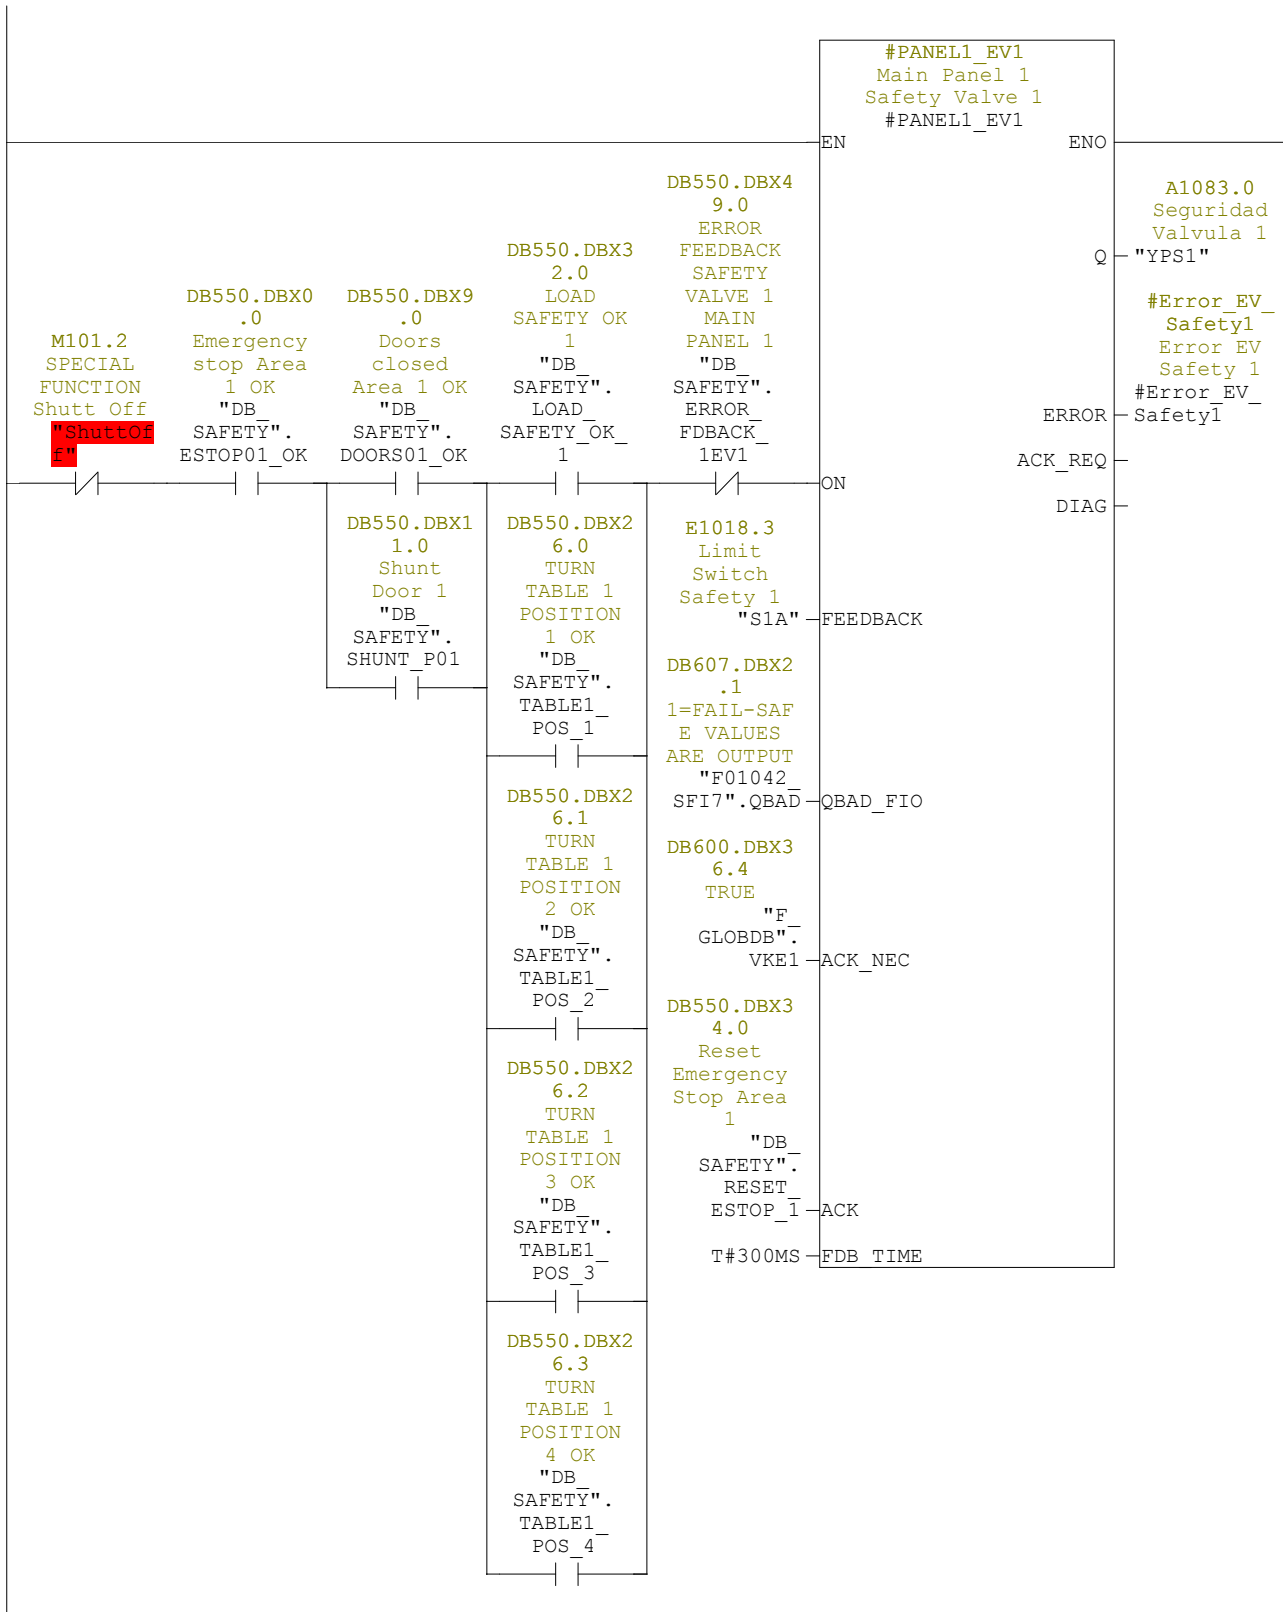 #PANEL1_EV1
Main Panel 1
Safety Valve 1
#PANEL1_EV1
EN
ENO
M101.2
SPECIAL
FUNCTION
Shutt Off
"ShuttOf
f"
DB550.DBX0
.0
Emergency
stop Area
1 OK
"DB_
SAFETY".
ESTOP01_OK
DB550.DBX9
.0
Doors
closed
Area 1 OK
"DB_
SAFETY".
DOORS01_OK
DB550.DBX3
2.0
LOAD
SAFETY OK
1
"DB_
SAFETY".
LOAD_
SAFETY_OK_
1
DB550.DBX4
9.0
ERROR
FEEDBACK
SAFETY
VALVE 1
MAIN
PANEL 1
"DB_
SAFETY".
ERROR_
FDBACK_
1EV1
ON
A1083.0
Seguridad
Valvula 1
Q
"YPS1"
#Error_EV_
Safety1
Error EV
Safety 1
#Error_EV_
ERROR
Safety1
ACK_REQ
DIAG
DB550.DBX1
1.0
Shunt
Door 1
"DB_
SAFETY".
SHUNT_P01
DB550.DBX2
6.0
TURN
TABLE 1
POSITION
1 OK
"DB_
SAFETY".
TABLE1_
POS_1
DB550.DBX2
6.1
TURN
TABLE 1
POSITION
2 OK
"DB_
SAFETY".
TABLE1_
POS_2
DB550.DBX2
6.2
TURN
TABLE 1
POSITION
3 OK
"DB_
SAFETY".
TABLE1_
POS_3
DB550.DBX2
6.3
TURN
TABLE 1
POSITION
4 OK
"DB_
SAFETY".
TABLE1_
POS_4
E1018.3
Limit
Switch
Safety 1
"S1A"
FEEDBACK
DB607.DBX2
.1
1=FAIL-SAF
E VALUES
ARE OUTPUT
"F01042_
SFI7".QBAD
QBAD_FIO
DB600.DBX3
6.4
TRUE
"F_
GLOBDB".
VKE1
ACK_NEC
DB550.DBX3
4.0
Reset
Emergency
Stop Area
1
"DB_
SAFETY".
RESET_
ESTOP_1
ACK
T#300MS
FDB_TIME